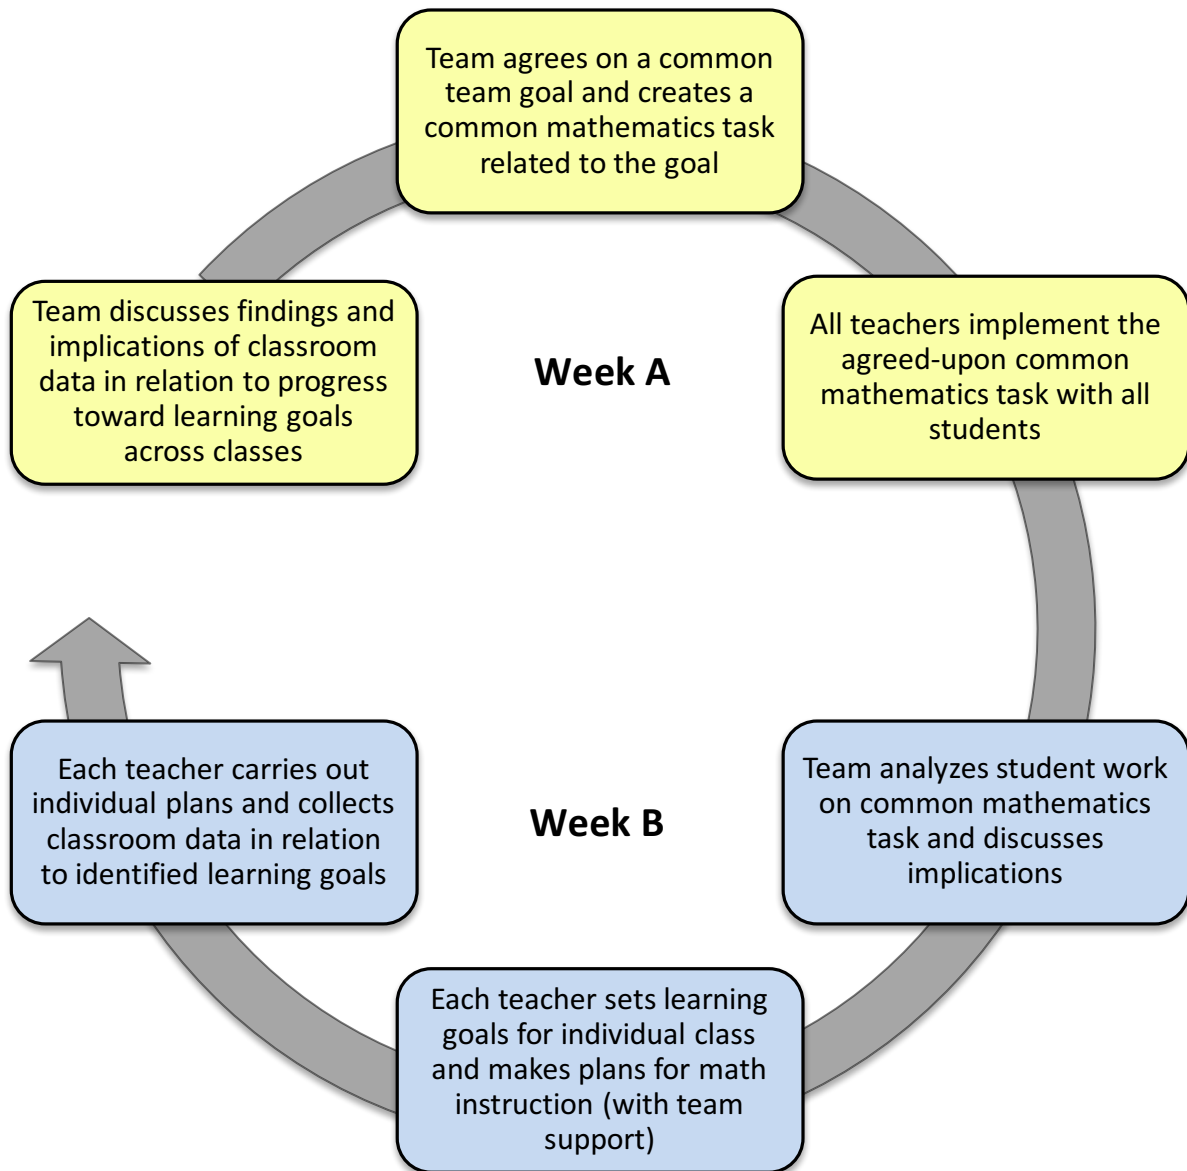 Team agrees on a common
team goal and creates a
common mathematics task
related to the goal
Team discusses findings and
implications of classroom
data in relation to progress
toward learning goals
across classes
Week A
All teachers implement the
agreed-upon common
mathematics task with all
students
Each teacher carries out
individual plans and collects
classroom data in relation
to identified learning goals
Week B
Team analyzes student work
on common mathematics
task and discusses
implications
Each teacher sets learning
goals for individual class
and makes plans for math
instruction (with team
support)